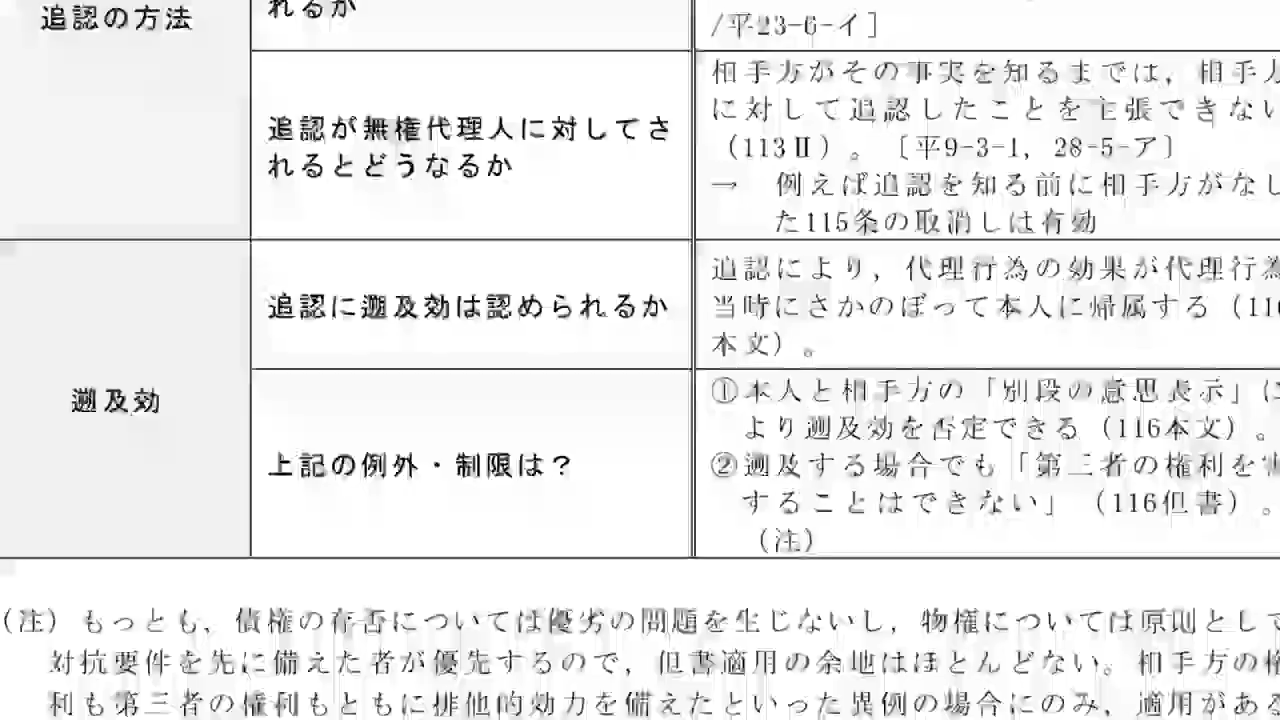 追認の方法
れるか
/平23-6-イ]
追認が無権代理人に対してさ
れるとどうなるか
相手方がその事実を知るまでは，相手方
に対して追認したことを主張できない
（113Ⅱ）。〔平9-3-1, 28-5-ア〕
→　例えば追認を知る前に相手方がなし
た115条の取消しは有効
遡及効
追認に遡及効は認められるか
追認により，代理行為の効果が代理行為
当時にさかのぼって本人に帰属する（116
本文）。
上記の例外・制限は？
①本人と相手方の「別段の意思表示」に
より遡及効を否定できる（116本文）。
②遡及する場合でも「第三者の権利を害
することはできない」（116但書）。
（注）
（注）もっとも，債権の存否については優劣の問題を生じないし，物権については原則として
対抗要件を先に備えた者が優先するので，但書適用の余地はほとんどない。相手方の権
利も第三者の権利もともに排他的効力を備えたといった異例の場合にのみ，適用がある